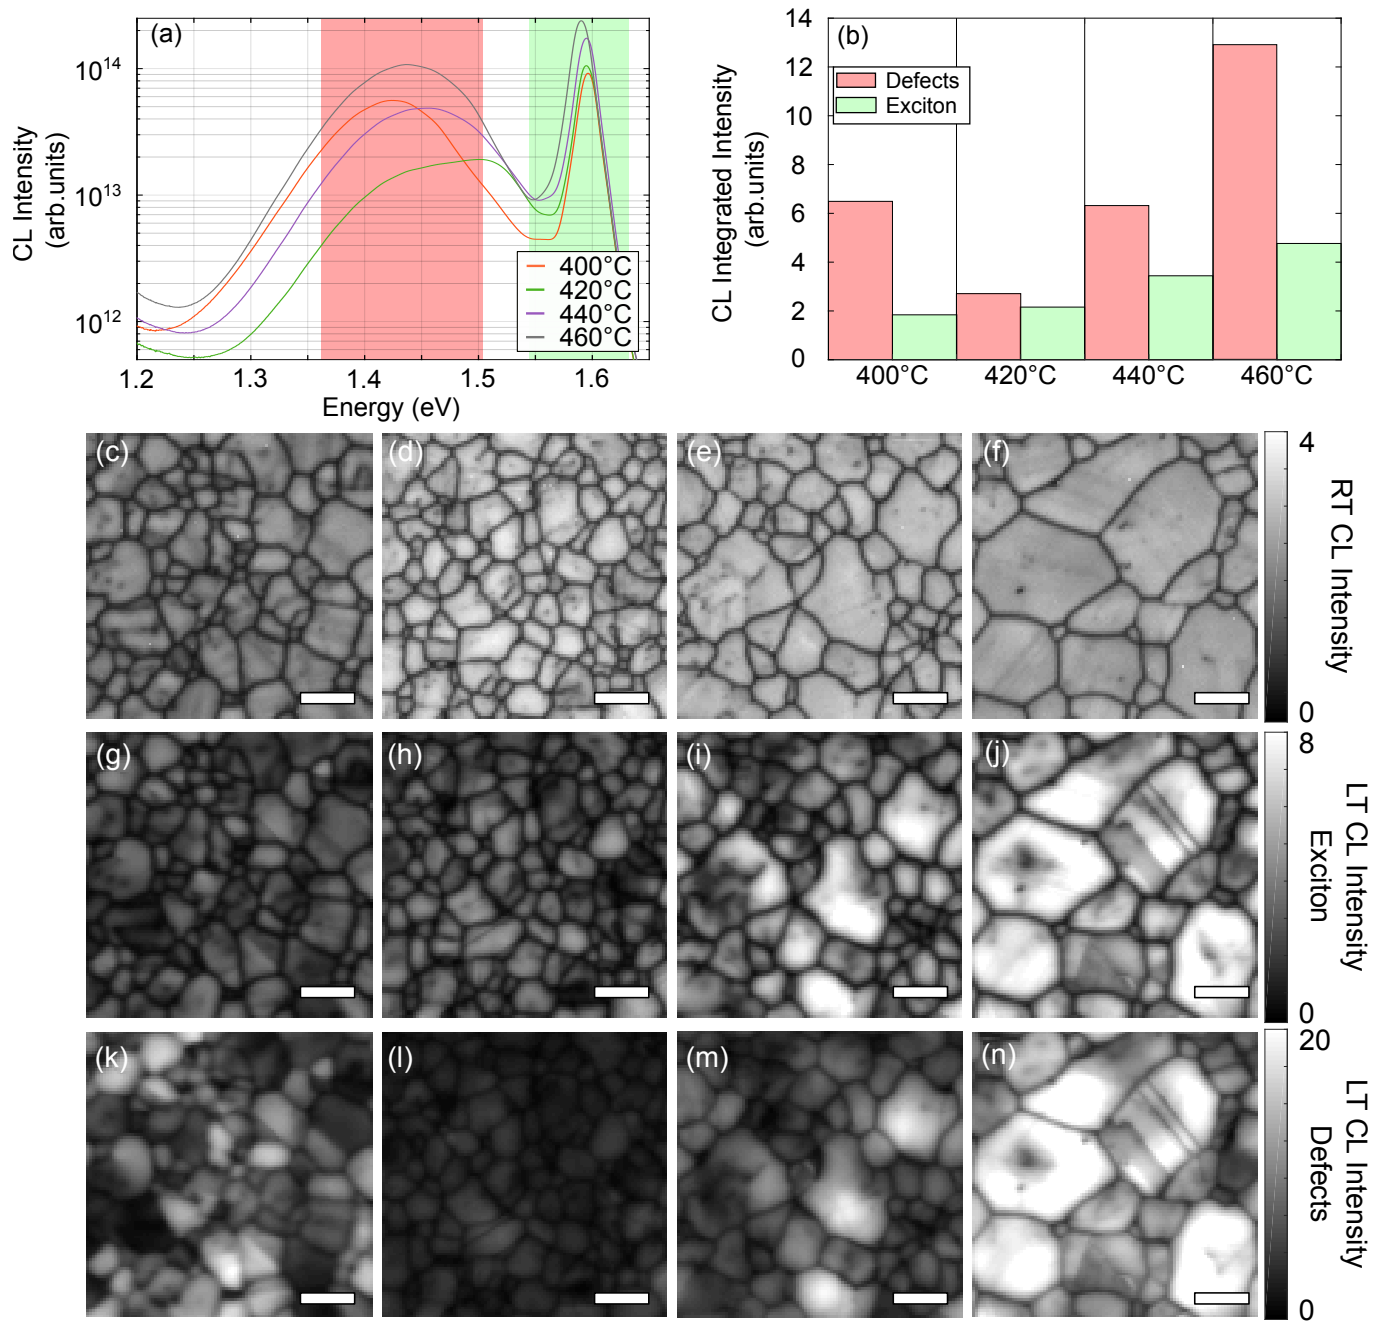 (a)
CL Intensity
(arb.units)
10^14
10^13
10^12
400°C
420°C
440°C
460°C
1.2 1.3 1.4 1.5 1.6
Energy (eV)
(b)
CL Integrated Intensity
(arb.units)
14
12
10
8
6
4
2
0
Defects
Exciton
400°C 420°C 440°C 460°C
(c) (d) (e) (f)
4
RT CL Intensity
0
(g) (h) (i) (j)
8
LT CL Intensity
Exciton
0
(k) (l) (m) (n)
20
LT CL Intensity
Defects
0